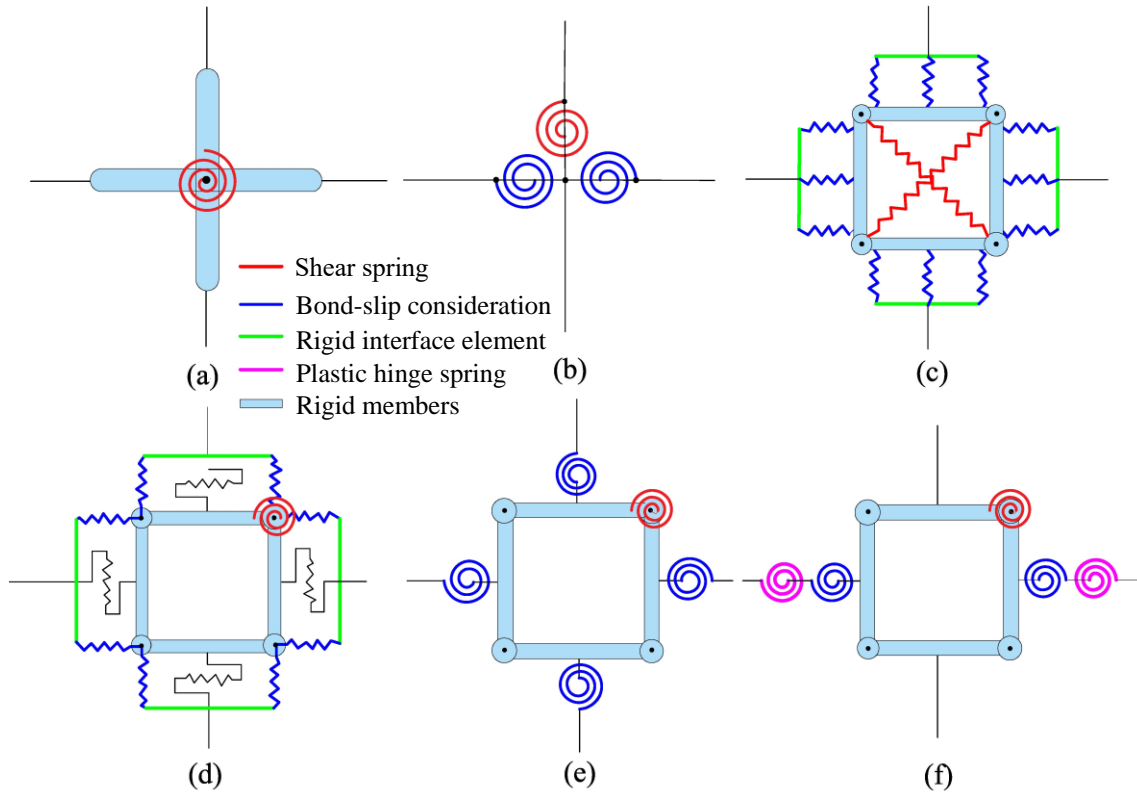 Shear spring
Bond-slip consideration
Rigid interface element
Plastic hinge spring
Rigid members
(a)
(b)
(c)
(d)
(e)
(f)